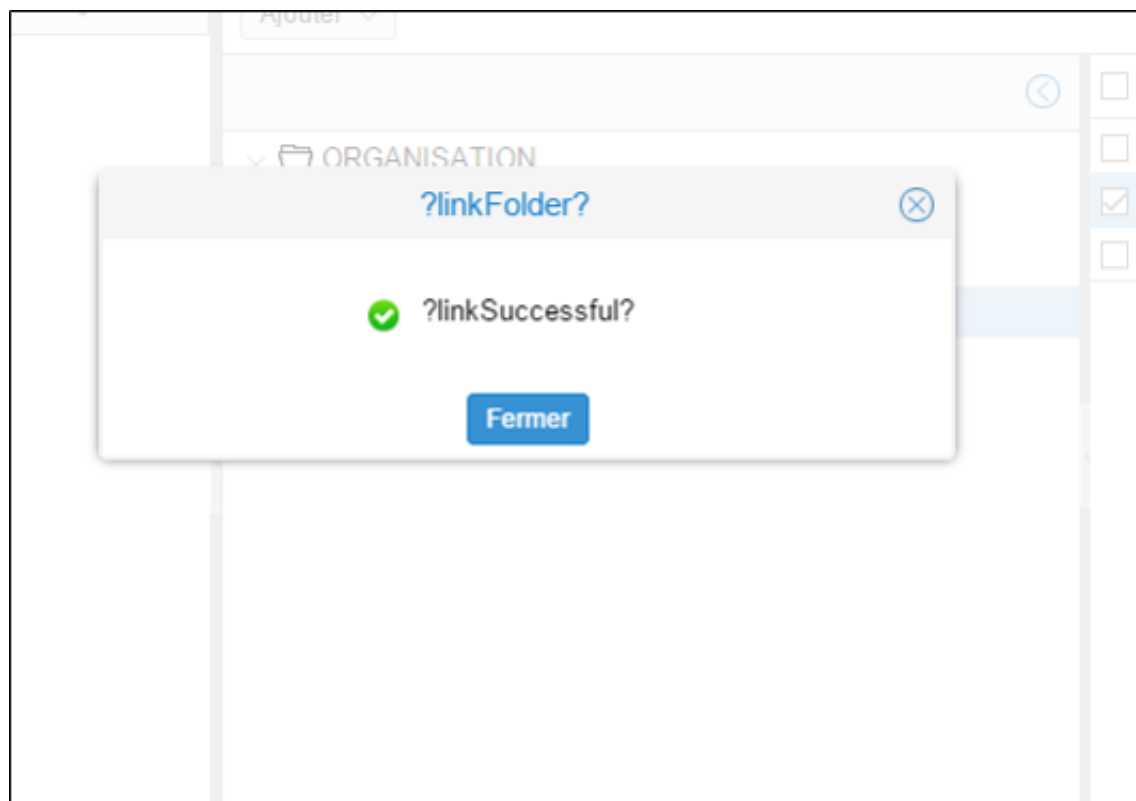 Ajouter
ORGANISATION
?linkFolder?
?linkSuccessful?
Fermer